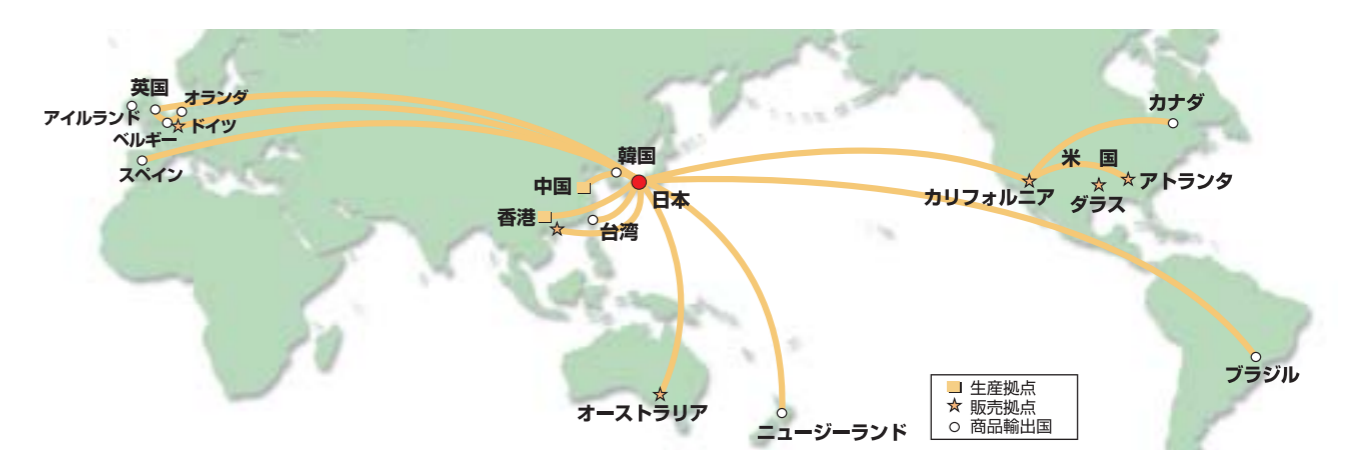 英国
オランダ
アイルランド
ベルギー
ドイツ
スペイン
韓国
中国
日本
香港
台湾
カナダ
米 国
カリフォルニア
アトランタ
ダラス
オーストラリア
ニュージーランド
ブラジル
生産拠点
販売拠点
商品輸出国